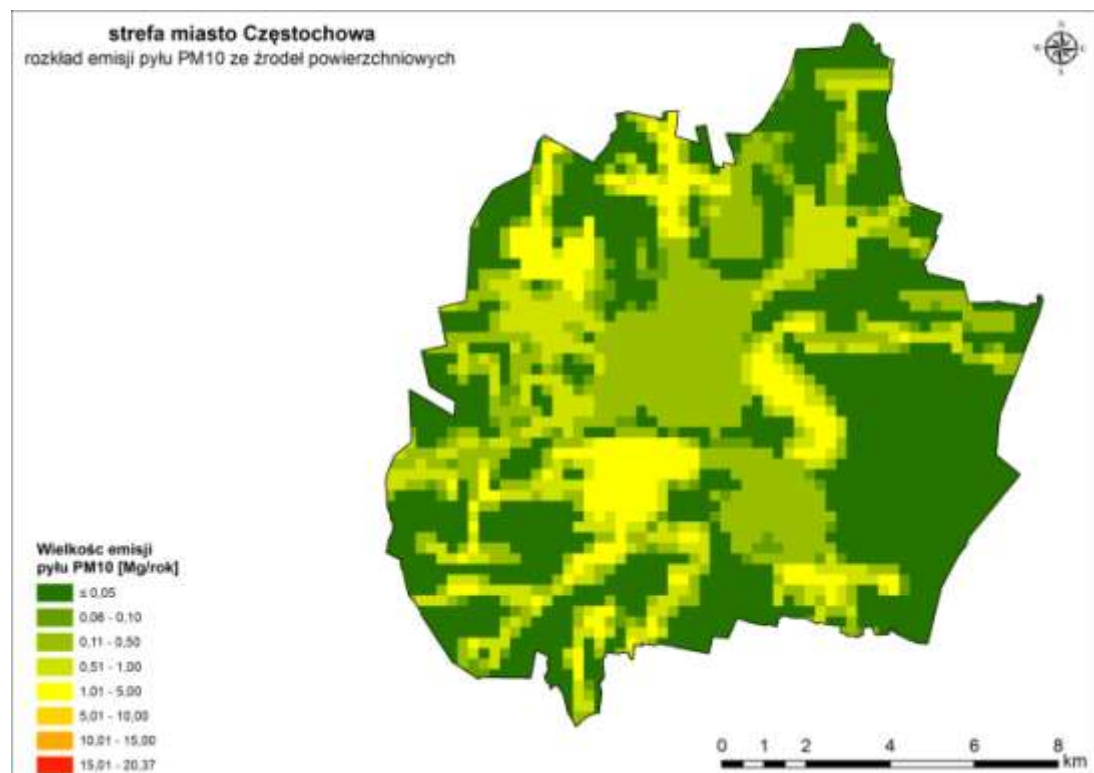 strefa miasto Częstochowa
rozkład emisji pyłu PM10 ze źrodeł powierzchniowych
N
W
E
S
Wielkośc emisji
pyłu PM10 [Mg/rok]
≤ 0,05
0,06 - 0,10
0,11 - 0,50
0,51 - 1,00
1,01 - 5,00
5,01 - 10,00
10,01 - 15,00
15,01 - 20,37
0 1 2 4 6 8
km